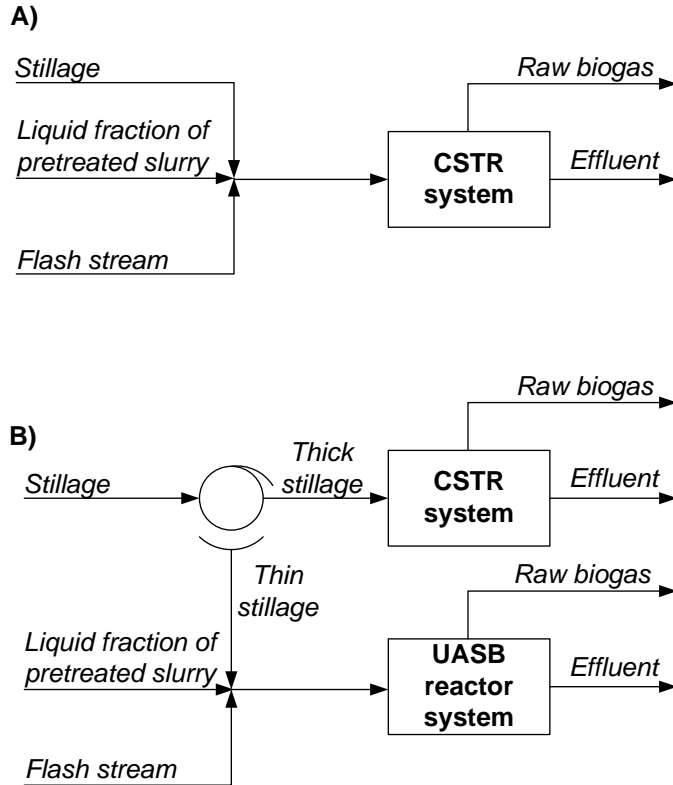 A)
Stillage
Raw biogas
Liquid fraction of
pretreated slurry
CSTR
system
Effluent
Flash stream
B)
Raw biogas
Thick
stillage
Stillage
CSTR
system
Effluent
Thin
stillage
Raw biogas
Liquid fraction of
pretreated slurry
UASB
reactor
system
Effluent
Flash stream